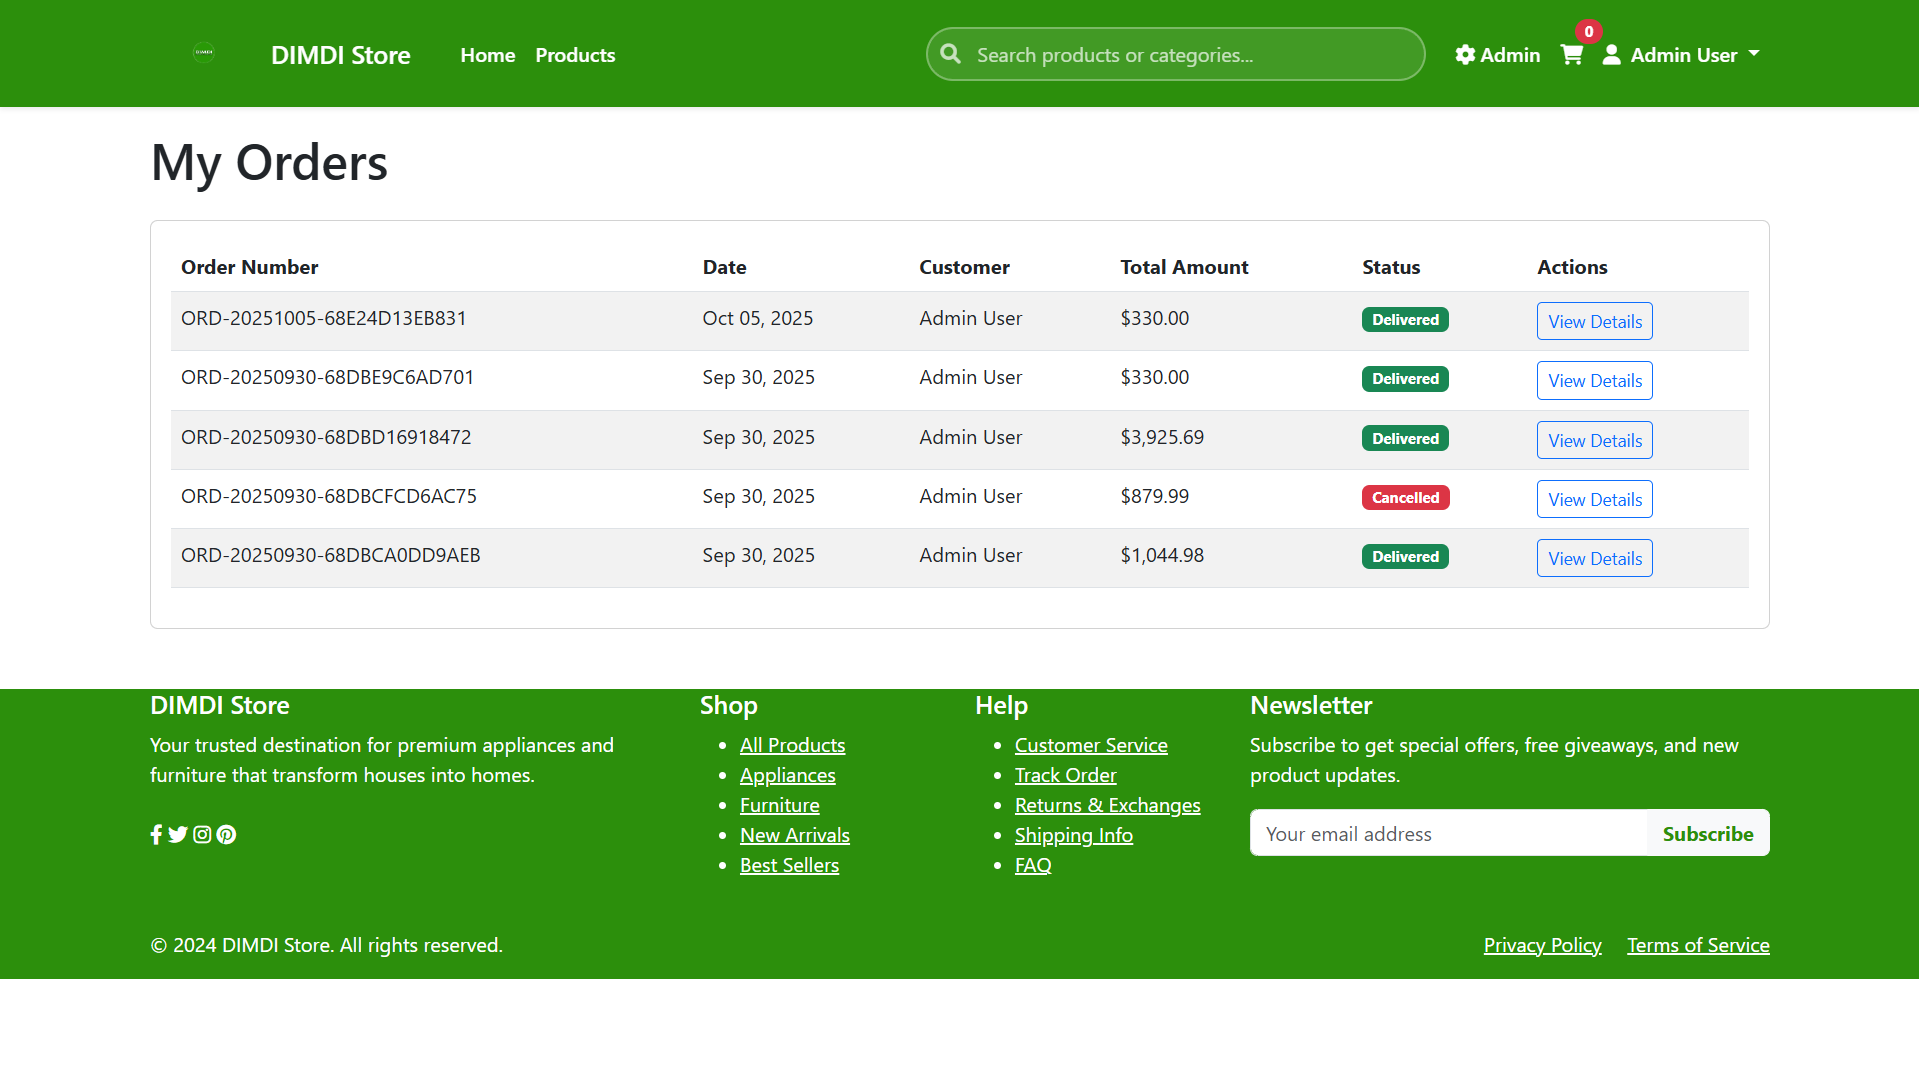 DIMDI Store Home Products Search products or categories... Admin 0 Admin User
My Orders
Order Number Date Customer Total Amount Status Actions
ORD-20251005-68E24D13EB831 Oct 05, 2025 Admin User $330.00 Delivered View Details
ORD-20250930-68DBE9C6AD701 Sep 30, 2025 Admin User $330.00 Delivered View Details
ORD-20250930-68DBD16918472 Sep 30, 2025 Admin User $3,925.69 Delivered View Details
ORD-20250930-68DBCFCD6AC75 Sep 30, 2025 Admin User $879.99 Cancelled View Details
ORD-20250930-68DBCA0DD9AEB Sep 30, 2025 Admin User $1,044.98 Delivered View Details
DIMDI Store
Your trusted destination for premium appliances and
furniture that transform houses into homes.
Shop
All Products
Appliances
Furniture
New Arrivals
Best Sellers
Help
Customer Service
Track Order
Returns & Exchanges
Shipping Info
FAQ
Newsletter
Subscribe to get special offers, free giveaways, and new
product updates.
Your email address Subscribe
© 2024 DIMDI Store. All rights reserved. Privacy Policy Terms of Service